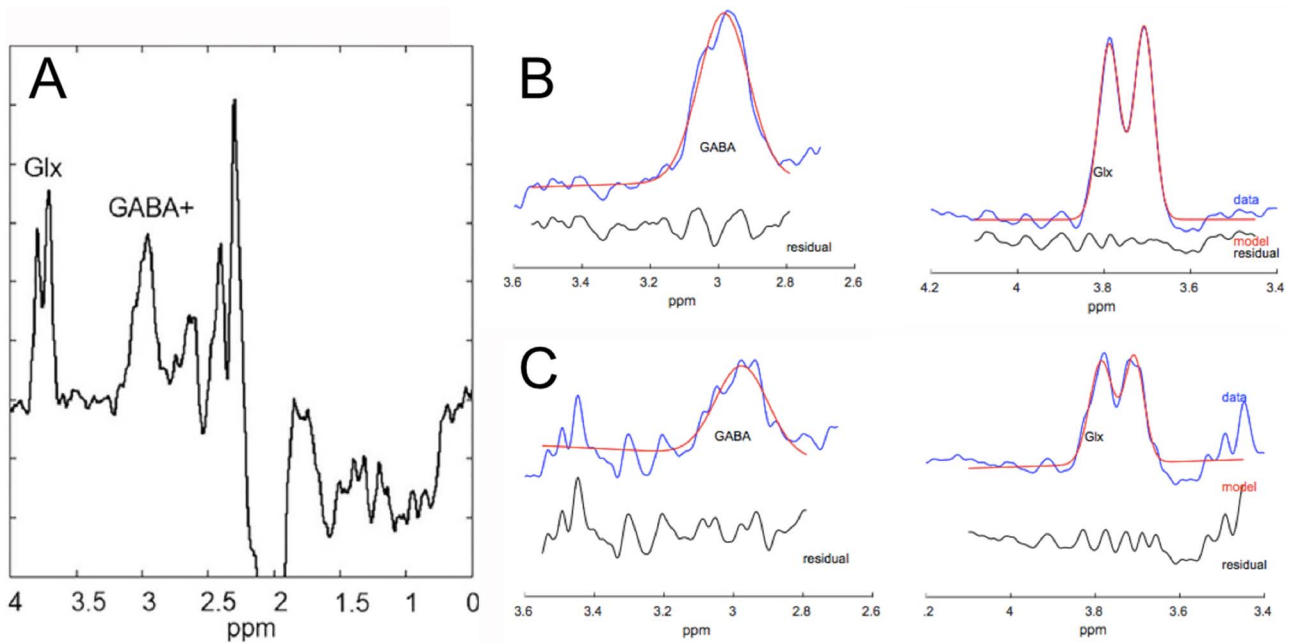 A
Glx
GABA+
4 3.5 3 2.5 2 1.5 1 0
ppm
B
GABA
residual
3.6 3.4 3.2 3 2.8 2.6
ppm
Glx
data
model
residual
4.2 4 3.8 3.6 3.4
ppm
C
GABA
residual
3.6 3.4 3.2 3 2.8 2.6
ppm
Glx
data
model
residual
.2 4 3.8 3.6 3.4
ppm